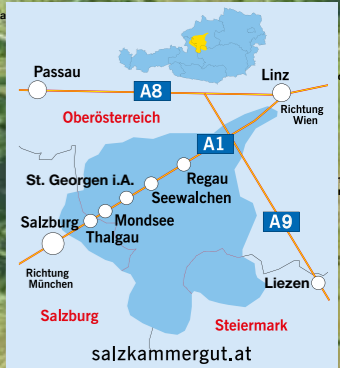 Passau
Linz
A8
Richtung
Wien
Oberösterreich
A1
St. Georgen i.A.
Regau
Seewalchen
Salzburg
Mondsee
Thalgau
A9
Richtung
München
Liezen
Salzburg
Steiermark
salzkammergut.at